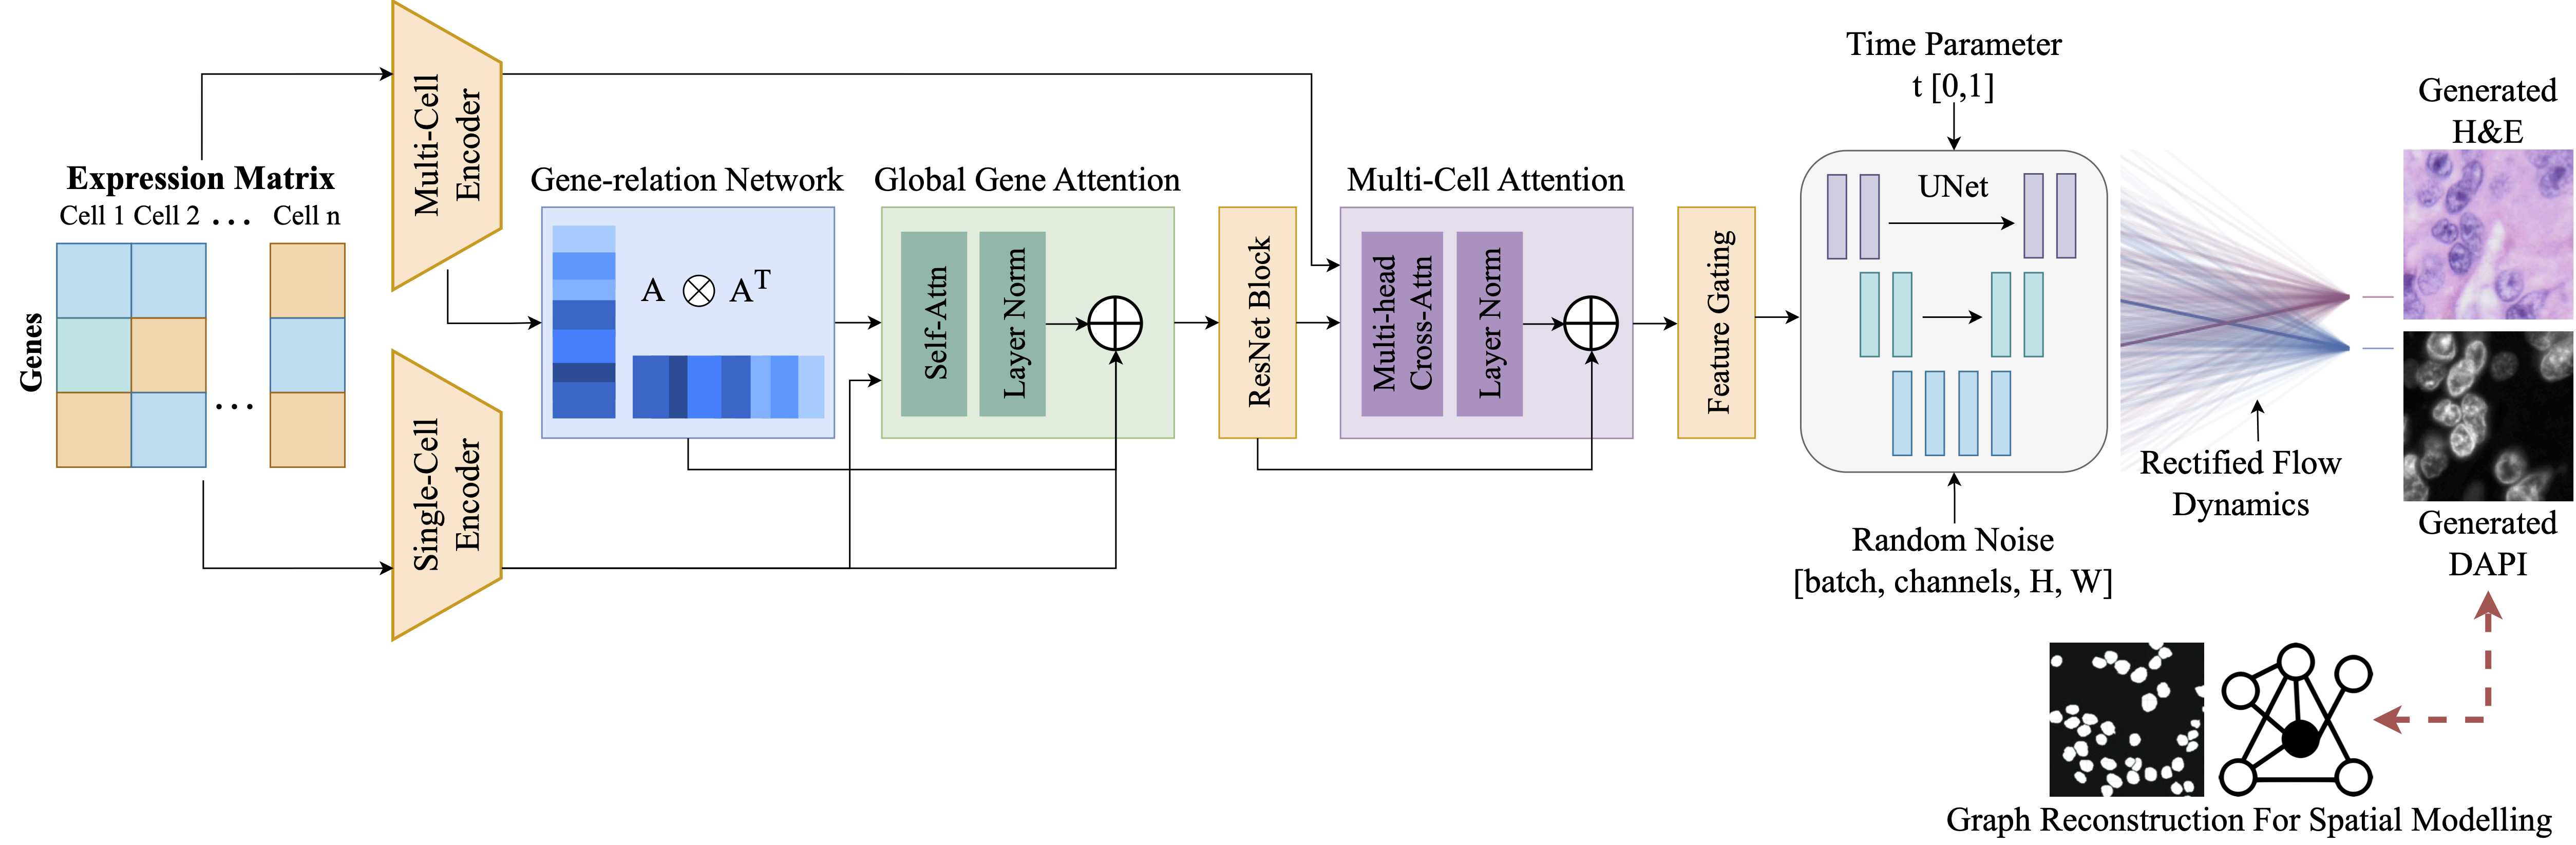 Expression Matrix
Cell 1 Cell 2 ... Cell n
Genes
...
Multi-Cell
Encoder
Single-Cell
Encoder
Gene-relation Network
A ⊗ Aᵀ
Global Gene Attention
Self-Attn
Layer Norm
ResNet Block
Multi-Cell Attention
Multi-head
Cross-Attn
Layer Norm
Feature Gating
Time Parameter
t [0,1]
UNet
Random Noise
[batch, channels, H, W]
Rectified Flow
Dynamics
Generated
H&E
Generated
DAPI
Graph Reconstruction For Spatial Modelling